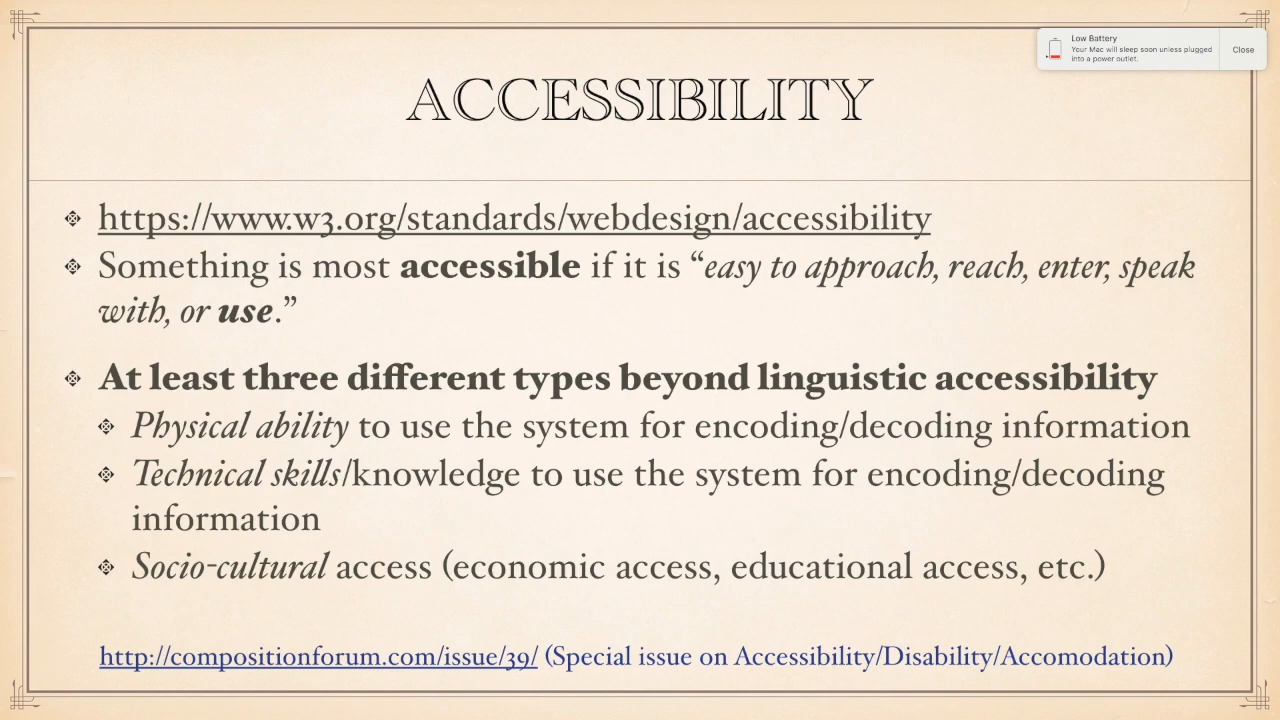 Low Battery
Your Mac will sleep soon unless plugged
into a power outlet.
Close
ACCESSIBILITY
https://www.w3.org/standards/webdesign/accessibility
Something is most accessible if it is “easy to approach, reach, enter, speak
with, or use.”
At least three different types beyond linguistic accessibility
Physical ability to use the system for encoding/decoding information
Technical skills/knowledge to use the system for encoding/decoding
information
Socio-cultural access (economic access, educational access, etc.)
http://compositionforum.com/issue/39/ (Special issue on Accessibility/Disability/Accomodation)